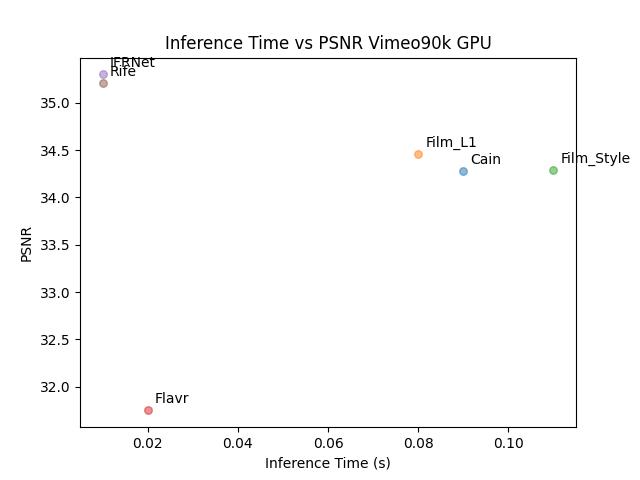 Inference Time vs PSNR Vimeo90k GPU
IFRNet
Rife
Film_L1
Cain
Film_Style
Flavr
PSNR
35.0
34.5
34.0
33.5
33.0
32.5
32.0
0.02 0.04 0.06 0.08 0.10
Inference Time (s)